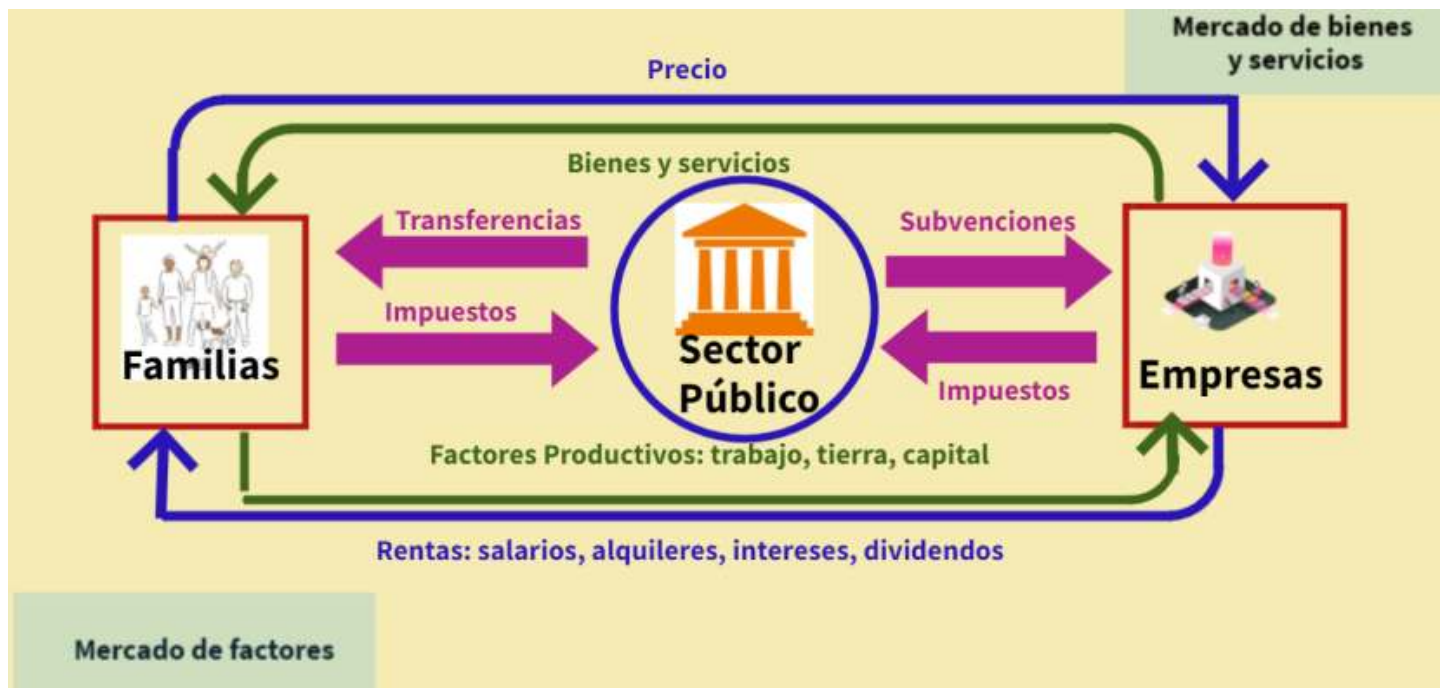 Mercado de bienes
y servicios
Precio
Bienes y servicios
Transferencias
Subvenciones
Impuestos
Familias
Sector
Público
Empresas
Impuestos
Factores Productivos: trabajo, tierra, capital
Rentas: salarios, alquileres, intereses, dividendos
Mercado de factores